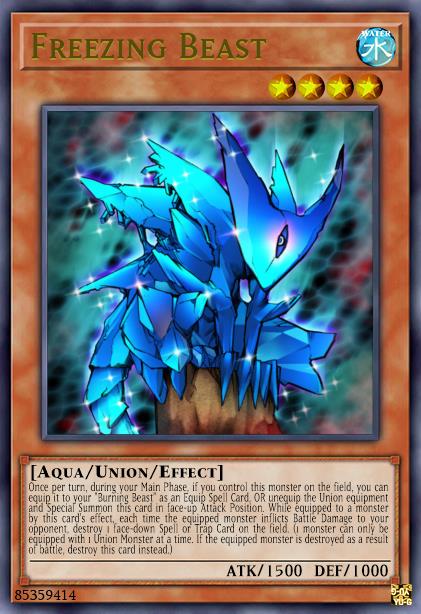 Freezing Beast
WATER
水
[Aqua/Union/Effect]
Once per turn, during your Main Phase, if you control this monster on the field, you can
equip it to your "Burning Beast" as an Equip Spell Card, OR unequip the Union equipment
and Special Summon this card in face-up Attack Position. While equipped to a monster
by this card's effect, each time the equipped monster inflicts Battle Damage to your
opponent, destroy 1 face-down Spell or Trap Card on the field. (1 monster can only be
equipped with 1 Union Monster at a time. If the equipped monster is destroyed as a result
of battle, destroy this card instead.)
ATK/1500 DEF/1000
85359414